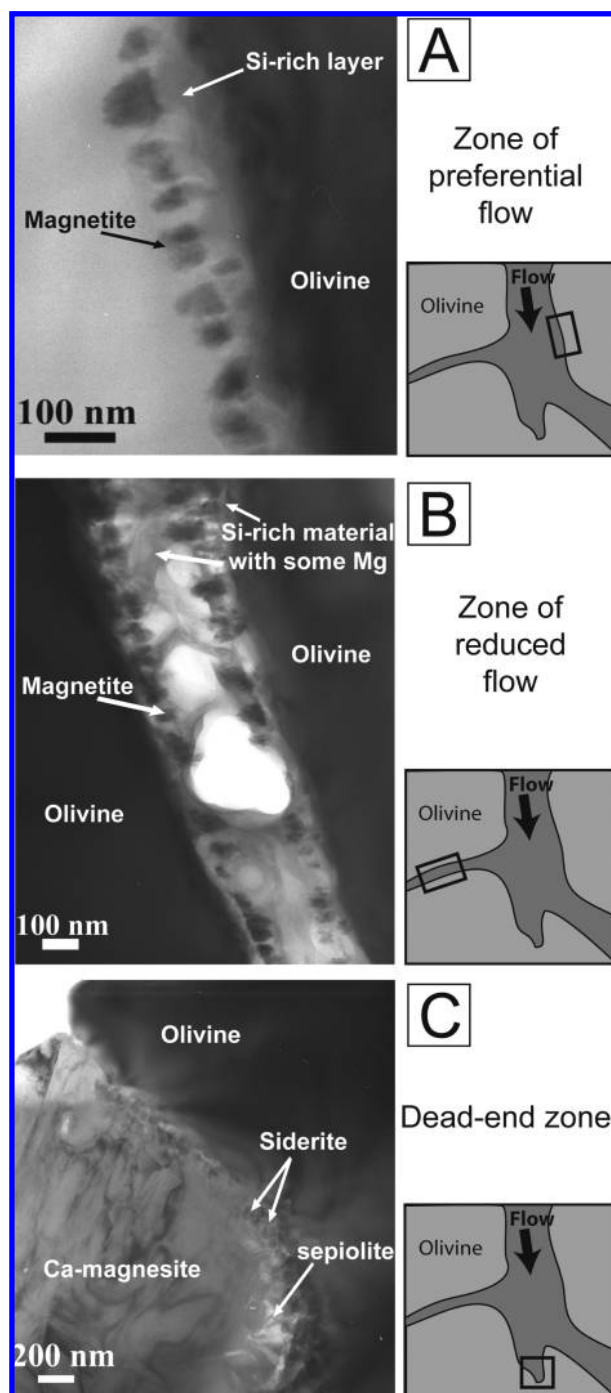 Si-rich layer
Magnetite
Olivine
100 nm
A
Zone of
preferential
flow
Flow
Olivine
Si-rich material
with some Mg
Olivine
Magnetite
Olivine
100 nm
B
Zone of
reduced
flow
Flow
Olivine
Olivine
Siderite
sepiolite
Ca-magnesite
200 nm
C
Dead-end zone
Flow
Olivine